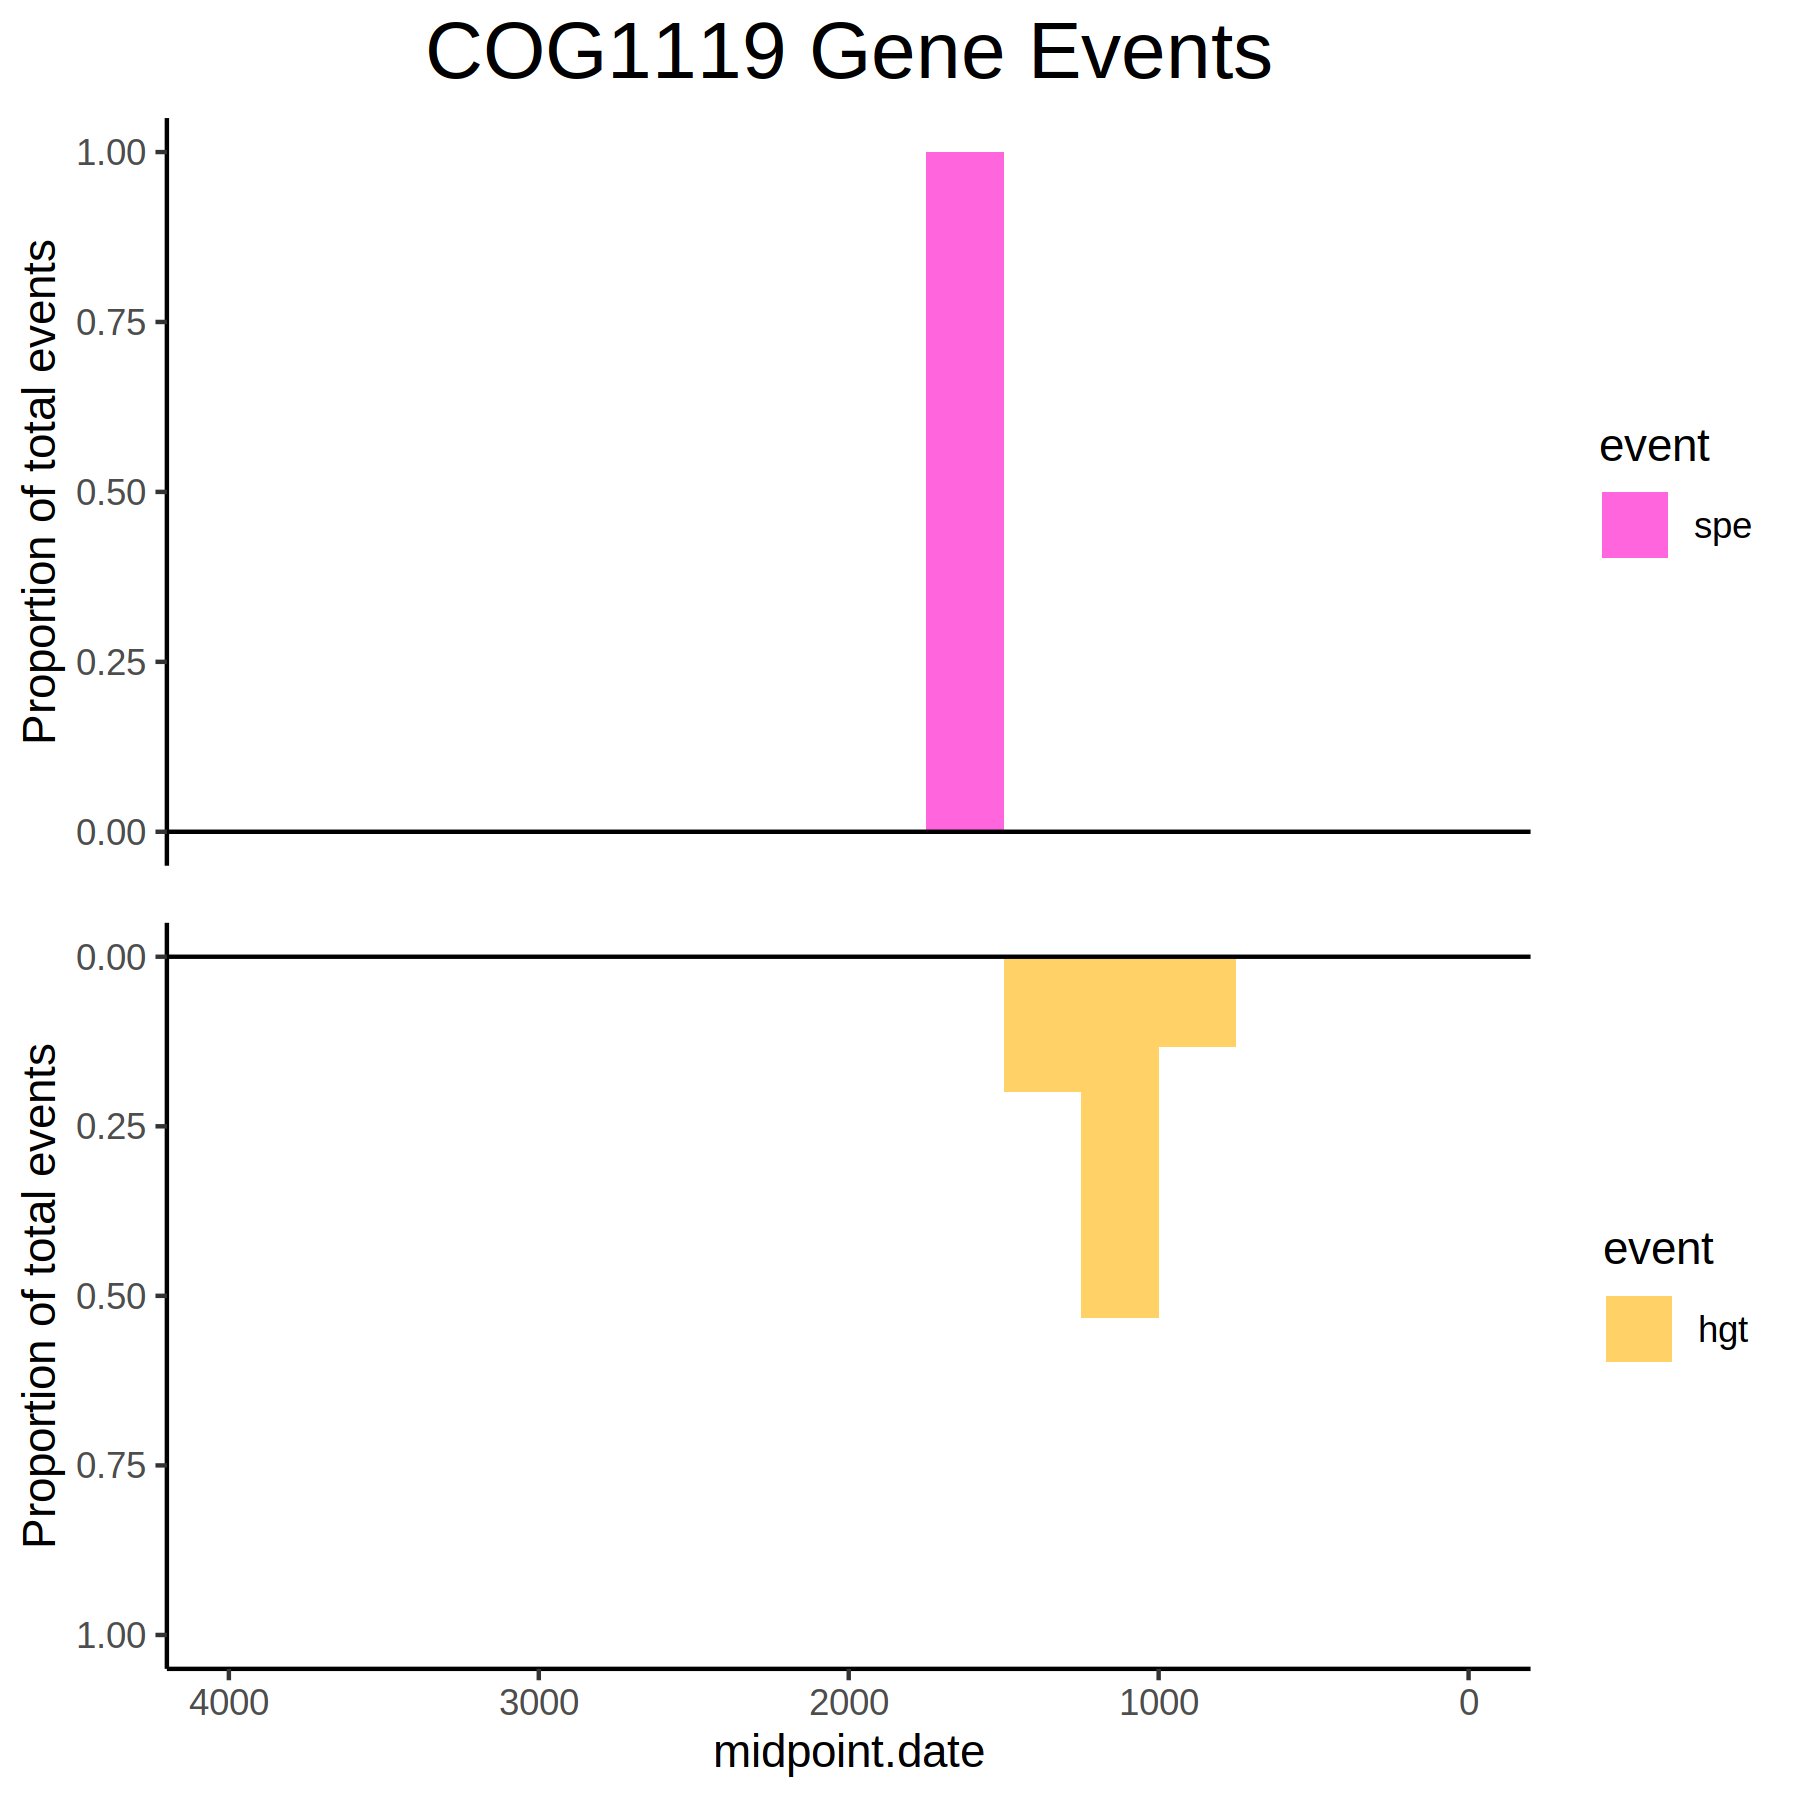 COG1119 Gene Events
Proportion of total events
1.00
0.75
0.50
0.25
0.00
event
spe
Proportion of total events
0.00
0.25
0.50
0.75
1.00
event
hgt
4000 3000 2000 1000 0
midpoint.date